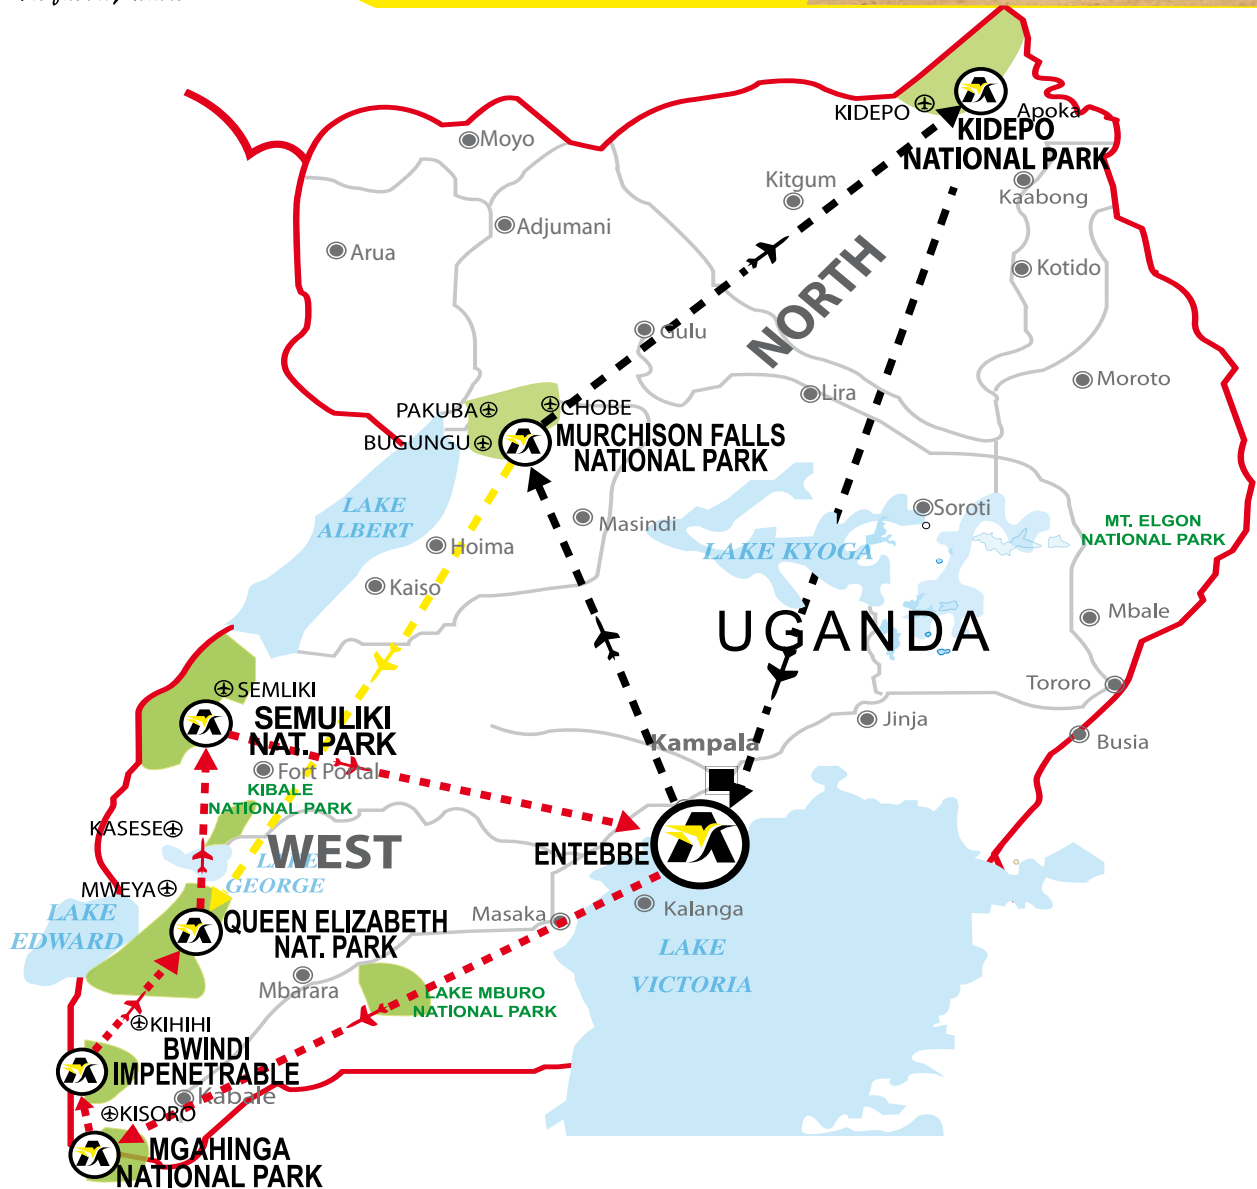 KIDEPO
Apoka
KIDEPO
NATIONAL PARK
Moyo
Kitgum
Kaabong
Adjumani
Arua
Kotido
NORTH
Gulu
Moroto
Lira
PAKUBA
CHOBE
BUGUNGU
MURCHISON FALLS
NATIONAL PARK
LAKE
ALBERT
Masindi
Soroti
MT. ELGON
NATIONAL PARK
Hoima
LAKE KYOGA
Kaiso
Mbale
UGANDA
SEMLIKI
Tororo
SEMULIKI
NAT. PARK
Jinja
Busia
Kampala
Fort Portal
KIBALE
NATIONAL PARK
KASESE
WEST
ENTEBBE
LAKE
GEORGE
MWEYA
LAKE
EDWARD
QUEEN ELIZABETH
NAT. PARK
Masaka
Kalanga
LAKE
VICTORIA
Mbarara
LAKE MBURO
NATIONAL PARK
KIHIHI
BWINDI
IMPENETRABLE
Kabale
KISORO
MGAHINGA
NATIONAL PARK